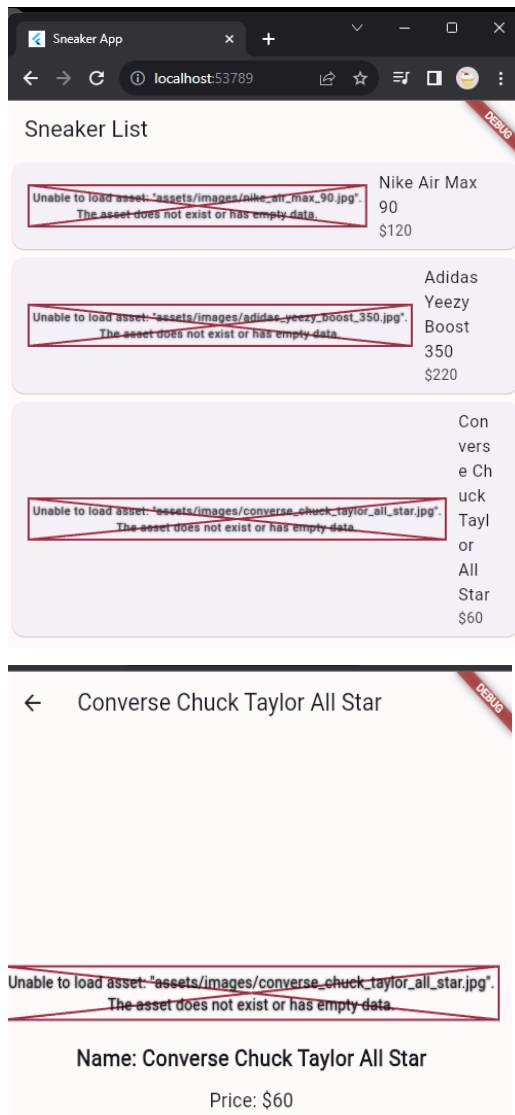 Sneaker App
localhost:53789
DEBUG
Sneaker List
Unable to load asset: "assets/images/nike_air_max_90.jpg".
The asset does not exist or has empty data.
Nike Air Max
90
$120
Unable to load asset: "assets/images/adidas_yeezy_boost_350.jpg".
The asset does not exist or has empty data.
Adidas
Yeezy
Boost
350
$220
Unable to load asset: "assets/images/converse_chuck_taylor_all_star.jpg".
The asset does not exist or has empty data.
Con
vers
e Ch
uck
Tayl
or
All
Star
$60
Converse Chuck Taylor All Star
DEBUG
Unable to load asset: "assets/images/converse_chuck_taylor_all_star.jpg".
The asset does not exist or has empty data.
Name: Converse Chuck Taylor All Star
Price: $60